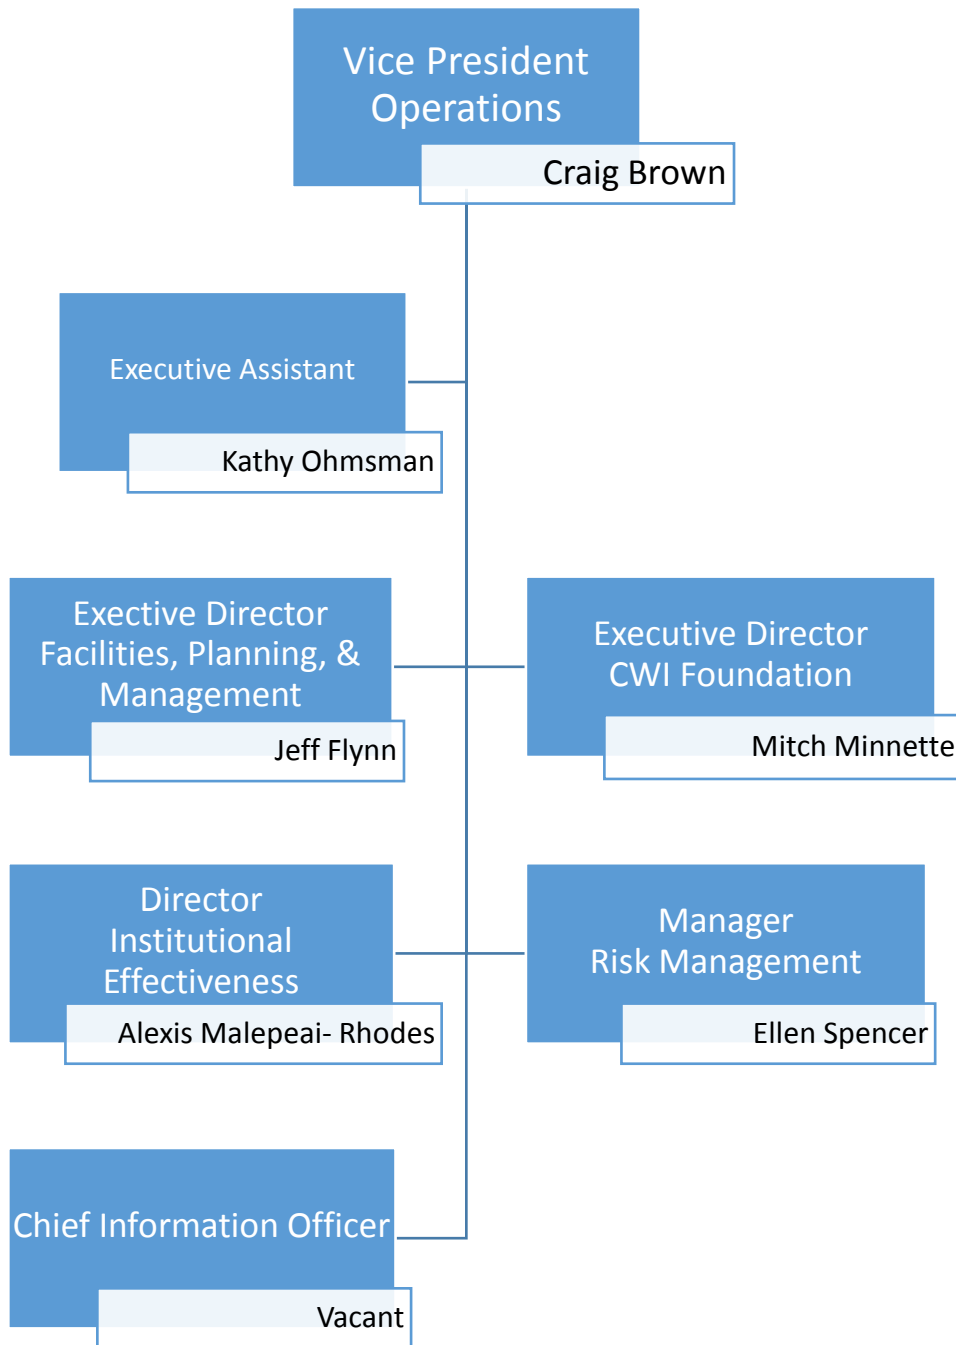 Vice President
Operations
Craig Brown
Executive Assistant
Kathy Ohmsman
Exective Director
Facilities, Planning, &
Management
Jeff Flynn
Executive Director
CWI Foundation
Mitch Minnette
Director
Institutional
Effectiveness
Alexis Malepeai- Rhodes
Manager
Risk Management
Ellen Spencer
Chief Information Officer
Vacant